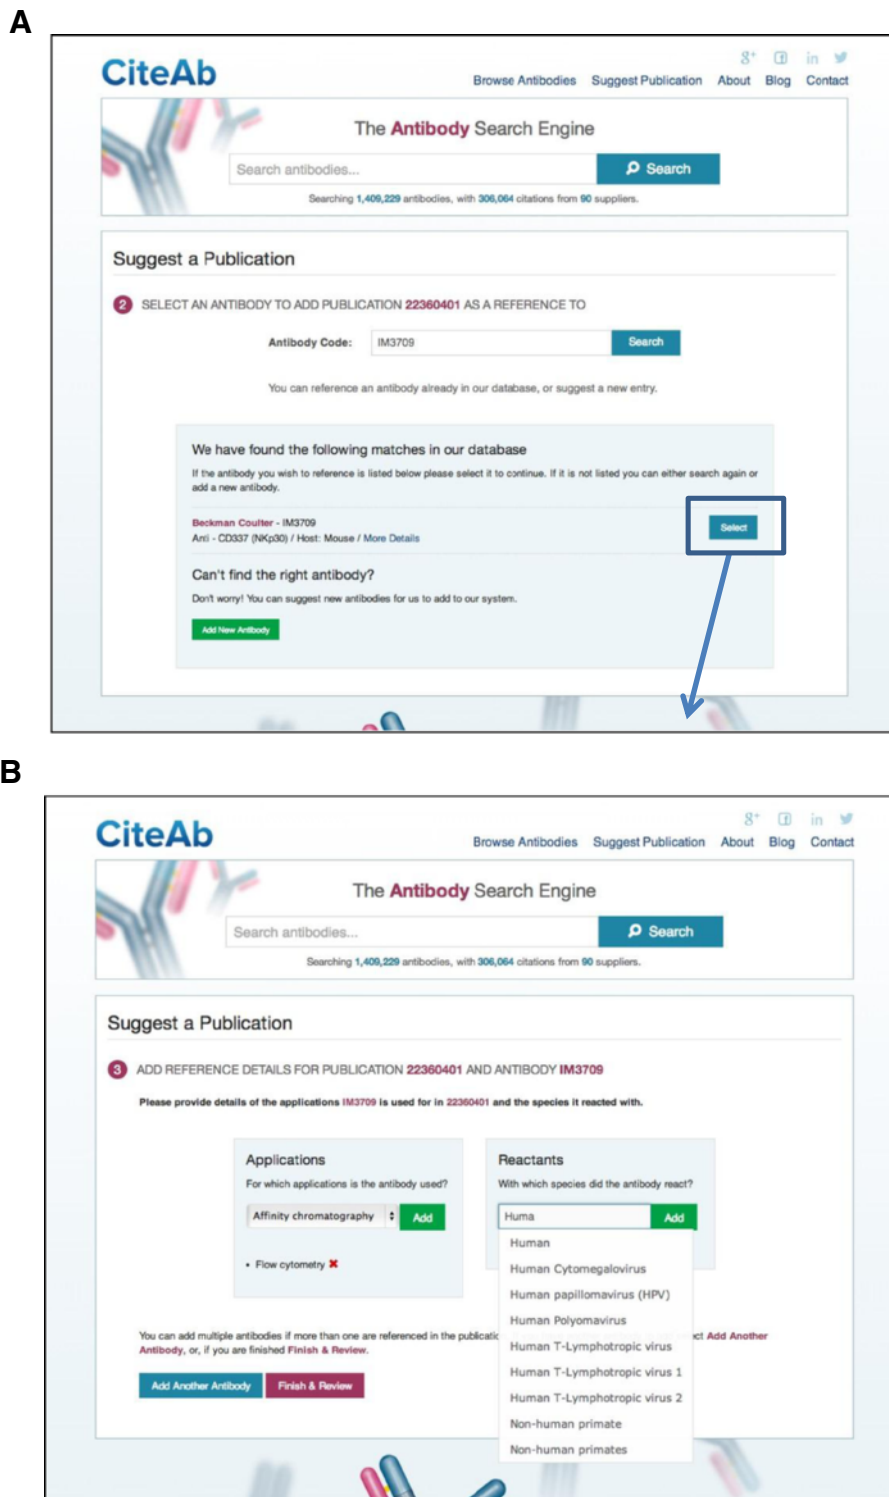 A
CiteAb
Browse Antibodies Suggest Publication About Blog Contact
The Antibody Search Engine
Search antibodies...
Search
Searching 1,409,229 antibodies, with 306,064 citations from 90 suppliers.
Suggest a Publication
2 SELECT AN ANTIBODY TO ADD PUBLICATION 22360401 AS A REFERENCE TO
Antibody Code: IM3709 Search
You can reference an antibody already in our database, or suggest a new entry.
We have found the following matches in our database
If the antibody you wish to reference is listed below please select it to continue. If it is not listed you can either search again or
add a new antibody.
Beckman Coulter - IM3709
Select
Anti - CD337 (NKp30) / Host: Mouse / More Details
Can't find the right antibody?
Don't worry! You can suggest new antibodies for us to add to our system.
Add New Antibody
B
CiteAb
Browse Antibodies Suggest Publication About Blog Contact
The Antibody Search Engine
Search antibodies...
Search
Searching 1,409,229 antibodies, with 306,064 citations from 90 suppliers.
Suggest a Publication
3 ADD REFERENCE DETAILS FOR PUBLICATION 22360401 AND ANTIBODY IM3709
Please provide details of the applications IM3709 is used for in 22360401 and the species it reacted with.
Applications
For which applications is the antibody used?
Affinity chromatography Add
• Flow cytometry ✖
Reactants
With which species did the antibody react?
Huma Add
Human
Human Cytomegalovirus
Human papillomavirus (HPV)
Human Polyomavirus
Human T-Lymphotropic virus
Human T-Lymphotropic virus 1
Human T-Lymphotropic virus 2
Non-human primate
Non-human primates
You can add multiple antibodies if more than one are referenced in the publicatio ect Add Another
Antibody, or, if you are finished Finish & Review.
Add Another Antibody Finish & Review